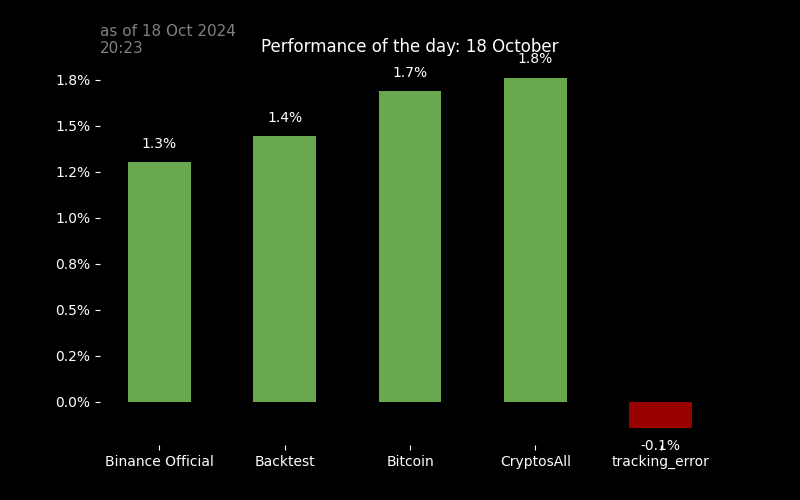 as of 18 Oct 2024
20:23
Performance of the day: 18 October
1.8%
1.5%
1.2%
1.0%
0.8%
0.5%
0.2%
0.0%
1.3%
1.4%
1.7%
1.8%
-0.1%
Binance Official
Backtest
Bitcoin
CryptosAll
tracking_error